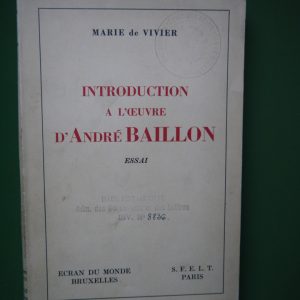 MARIE de VIVIER
INTRODUCTION
A L'ŒUVRE
D'ANDRÉ BAILLON
ESSAI
ECRAN DU MONDE
BRUXELLES
S. F. E. L. T.
PARIS